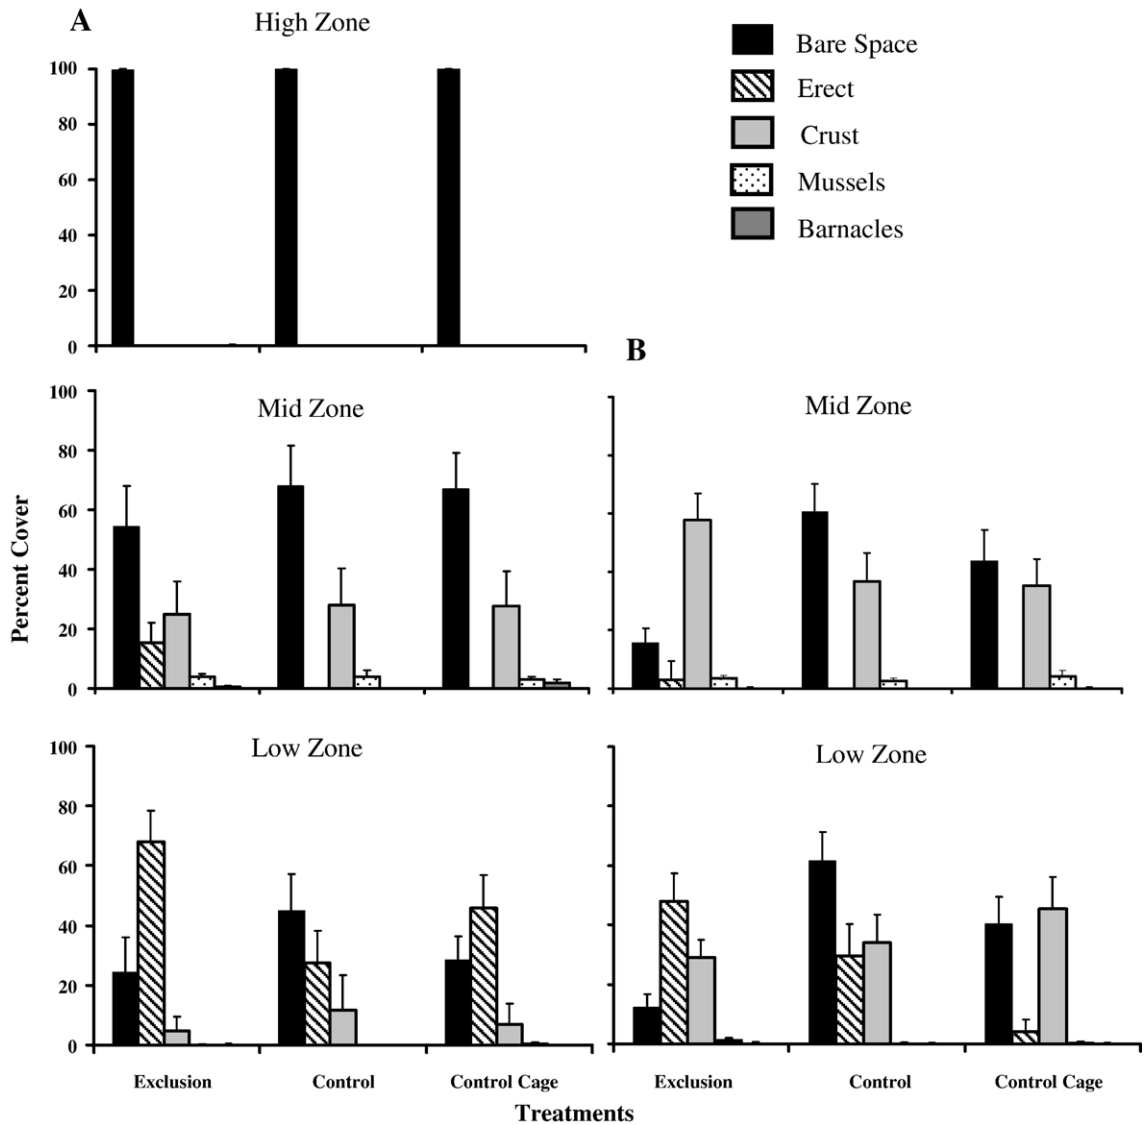 A
High Zone
Bare Space
Erect
Crust
Mussels
Barnacles
100
80
60
40
20
0
B
Mid Zone
Mid Zone
100
80
60
40
20
0
Percent Cover
Low Zone
Low Zone
100
80
60
40
20
0
Exclusion Control Control Cage Exclusion Control Control Cage
Treatments